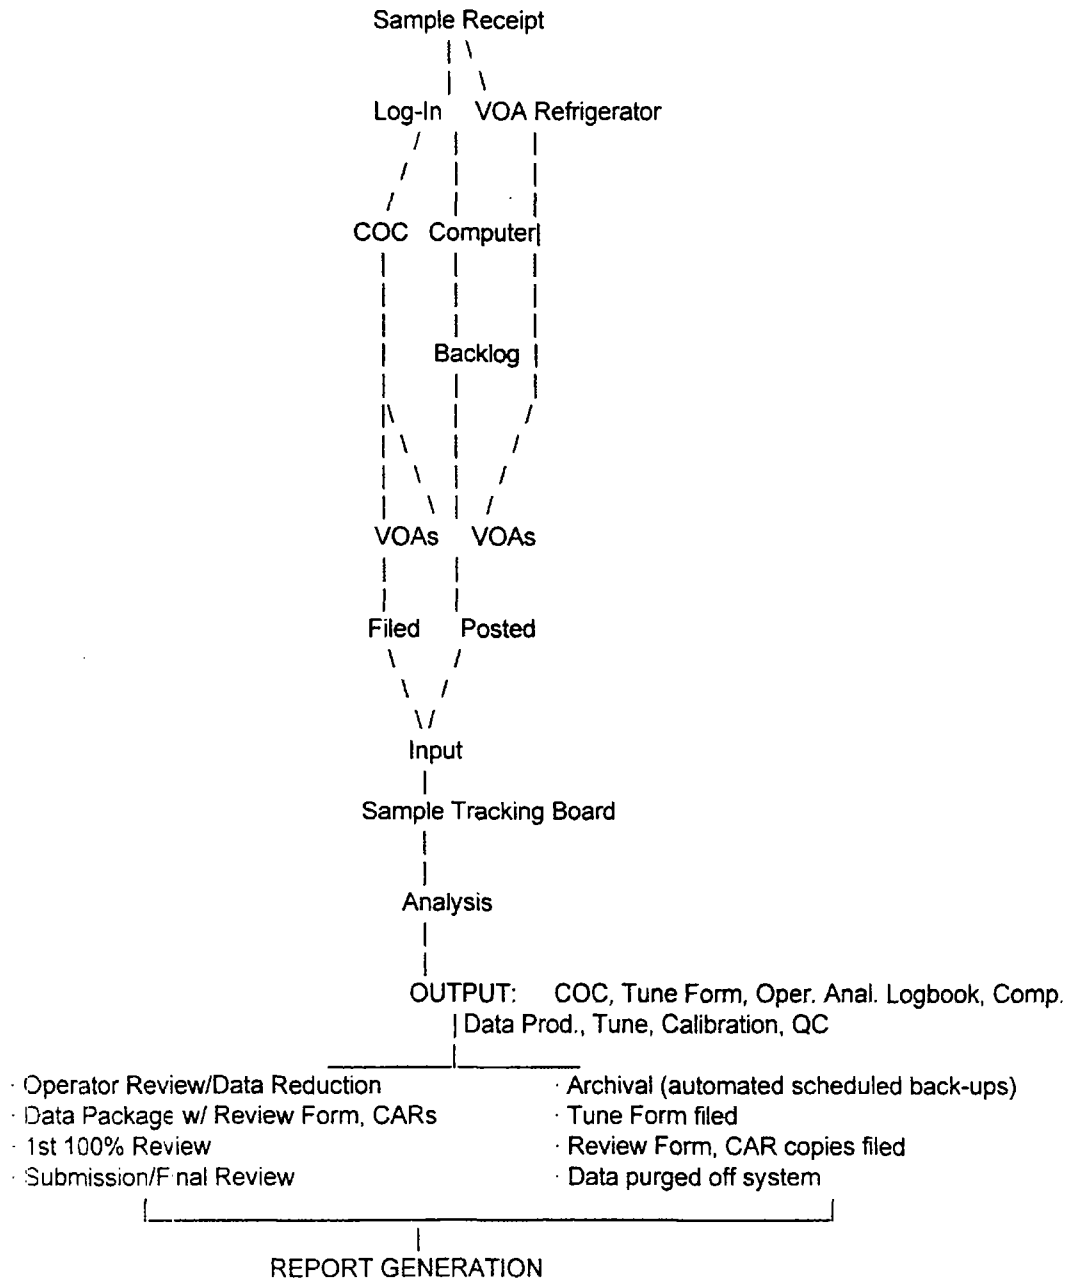 Sample Receipt
Log-In VOA Refrigerator
COC Computer
Backlog
VOAs VOAs
Filed Posted
Input
Sample Tracking Board
Analysis
OUTPUT: COC, Tune Form, Oper. Anal. Logbook, Comp.
Data Prod., Tune, Calibration, QC
· Operator Review/Data Reduction
· Data Package w/ Review Form, CARs
· 1st 100% Review
· Submission/Final Review
· Archival (automated scheduled back-ups)
· Tune Form filed
· Review Form, CAR copies filed
· Data purged off system
REPORT GENERATION